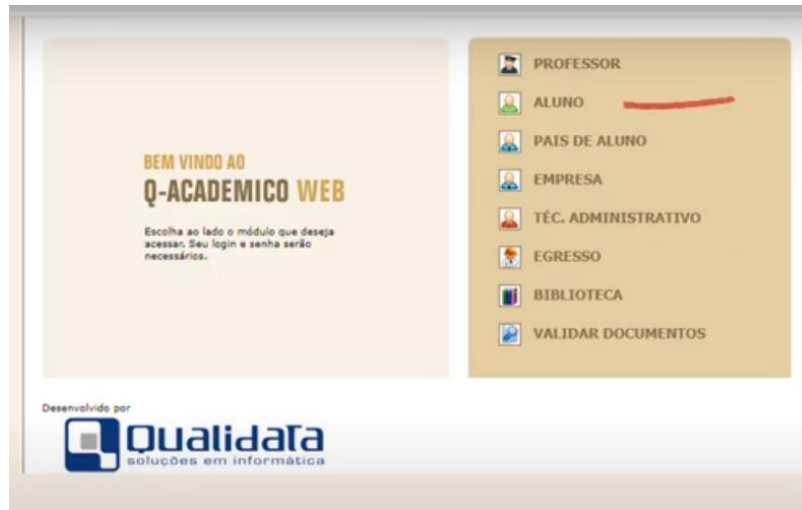 BEM VINDO AO
Q-ACADEMICO WEB
Escolha ao lado o módulo que deseja
acessar. Seu login e senha serão
necessários.
PROFESSOR
ALUNO
PAIS DE ALUNO
EMPRESA
TÉC. ADMINISTRATIVO
EGRESSO
BIBLIOTECA
VALIDAR DOCUMENTOS
Desenvolvido por
Qualidata
soluções em informática